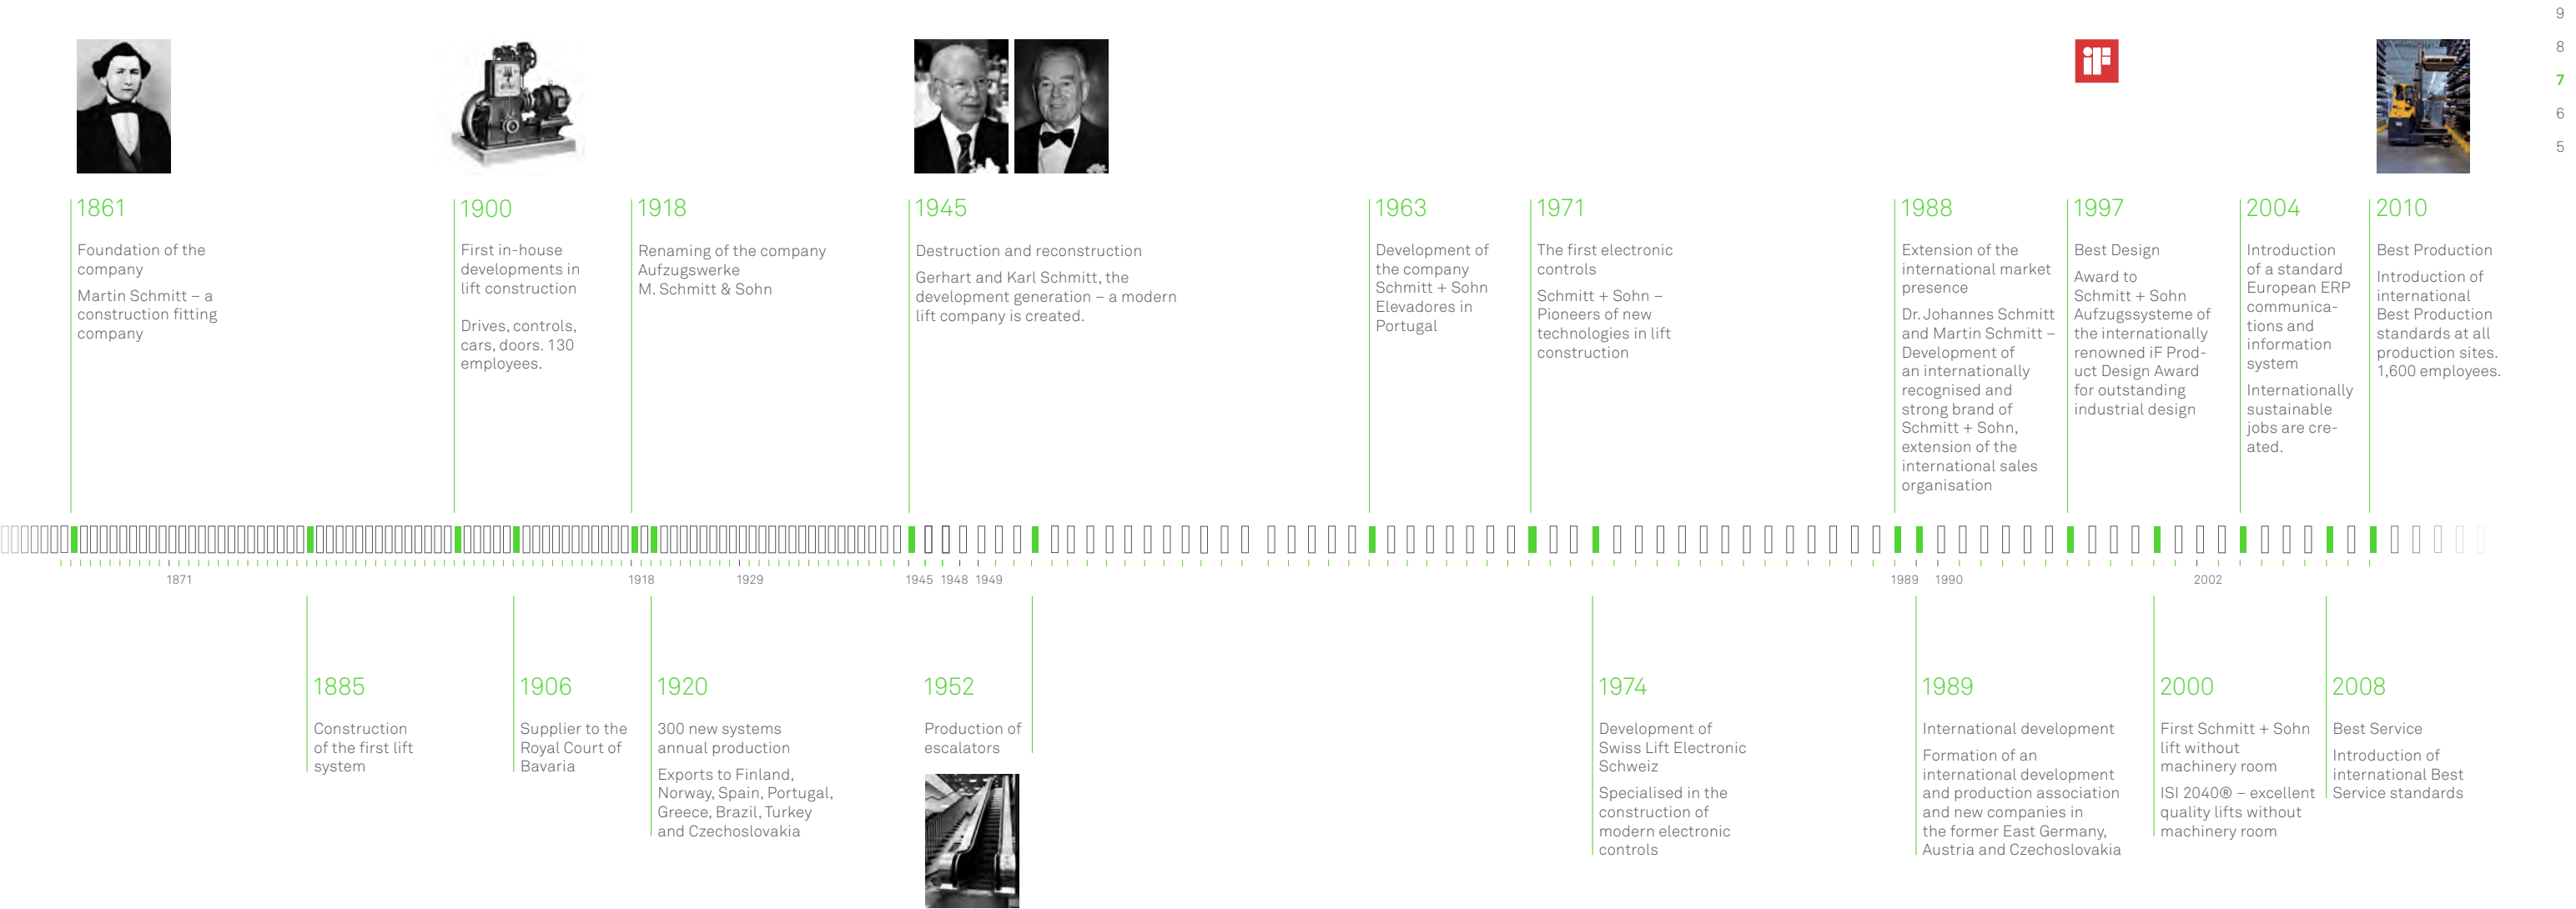 9
8
7
6
5
iF
1861
Foundation of the
company
Martin Schmitt – a
construction fitting
company
1900
First in-house
developments in
lift construction
Drives, controls,
cars, doors. 130
employees.
1918
Renaming of the company
Aufzugswerke
M. Schmitt & Sohn
1945
Destruction and reconstruction
Gerhart and Karl Schmitt, the
development generation – a modern
lift company is created.
1963
Development of
the company
Schmitt + Sohn
Elevadores in
Portugal
1971
The first electronic
controls
Schmitt + Sohn –
Pioneers of new
technologies in lift
construction
1988
Extension of the
international market
presence
Dr. Johannes Schmitt
and Martin Schmitt –
Development of
an internationally
recognised and
strong brand of
Schmitt + Sohn,
extension of the
international sales
organisation
1997
Best Design
Award to
Schmitt + Sohn
Aufzugssysteme of
the internationally
renowned iF Prod-
uct Design Award
for outstanding
industrial design
2004
Introduction
of a standard
European ERP
communica-
tions and
information
system
Internationally
sustainable
jobs are cre-
ated.
2010
Best Production
Introduction of
international
Best Production
standards at all
production sites.
1,600 employees.
1871
1918
1929
1945
1948
1949
1989
1990
2002
1885
Construction
of the first lift
system
1906
Supplier to the
Royal Court of
Bavaria
1920
300 new systems
annual production
Exports to Finland,
Norway, Spain, Portugal,
Greece, Brazil, Turkey
and Czechoslovakia
1952
Production of
escalators
1974
Development of
Swiss Lift Electronic
Schweiz
Specialised in the
construction of
modern electronic
controls
1989
International development
Formation of an
international development
and production association
and new companies in
the former East Germany,
Austria and Czechoslovakia
2000
First Schmitt + Sohn
lift without
machinery room
ISI 2040® – excellent
quality lifts without
machinery room
2008
Best Service
Introduction of
international Best
Service standards